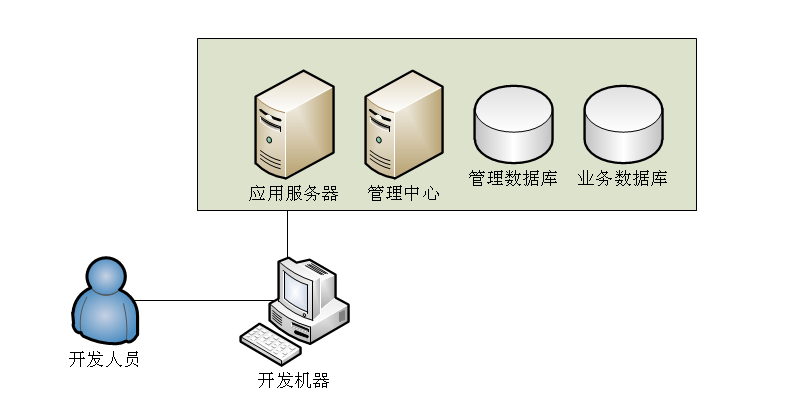 应用服务器
管理中心
管理数据库
业务数据库
开发人员
开发机器